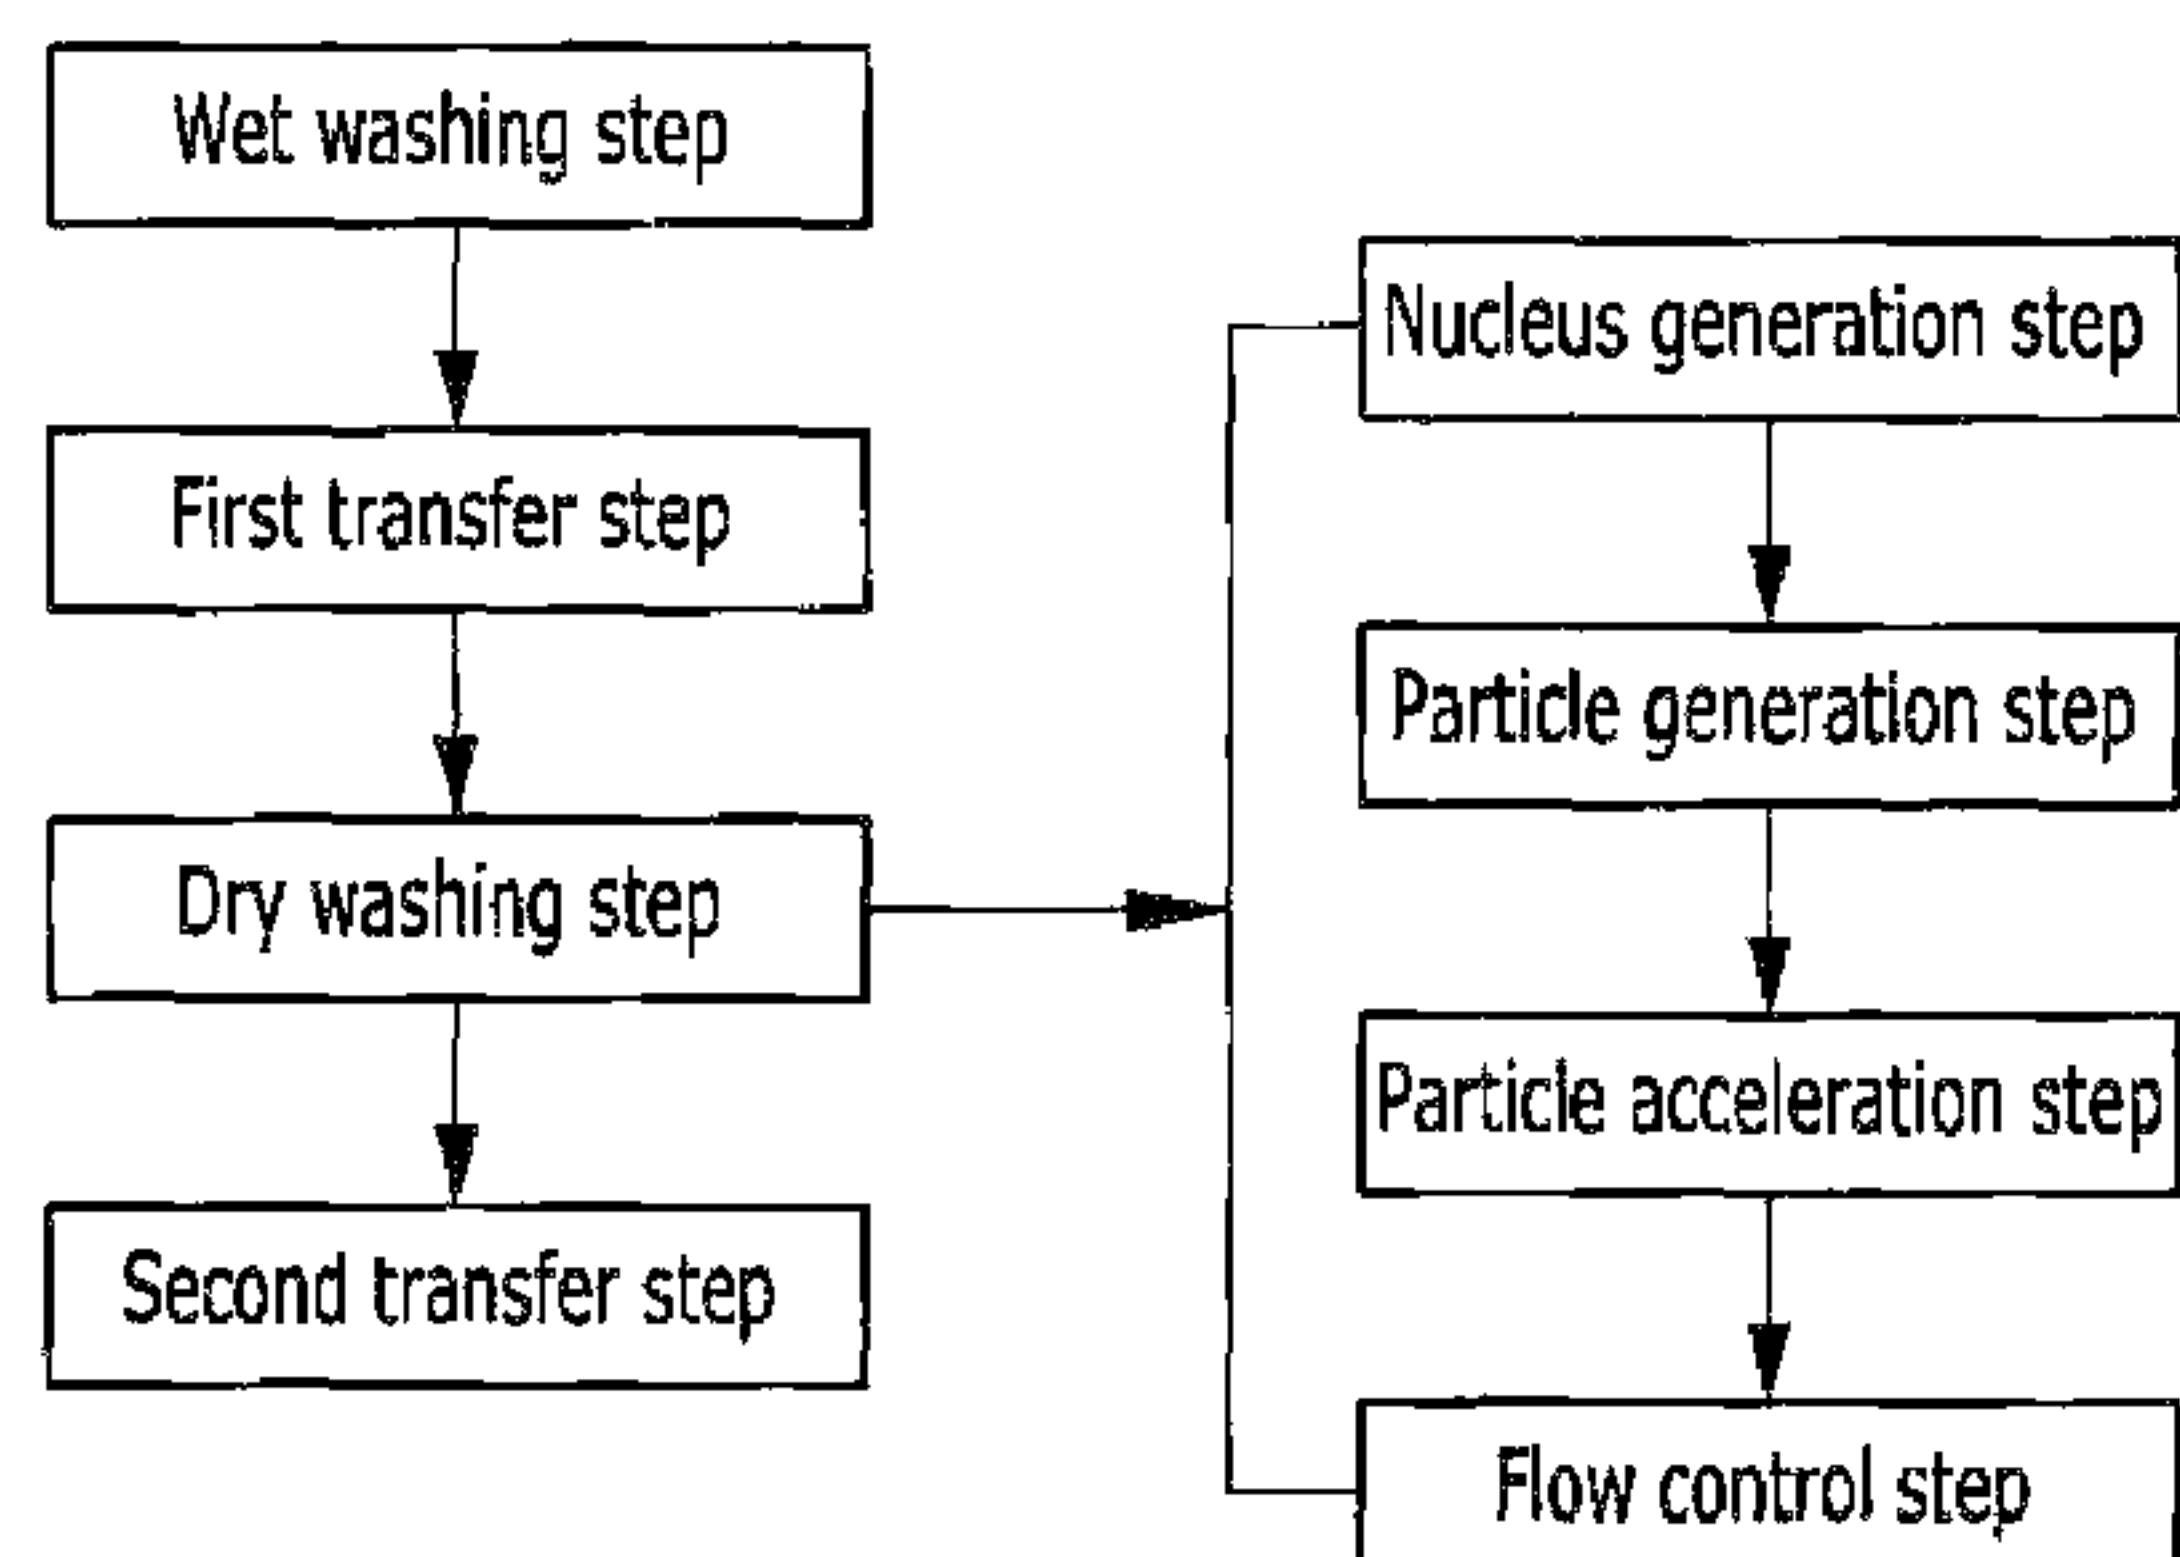 Wet washing step
First transfer step
Dry washing step
Second transfer step
Nucleus generation step
Particle generation step
Particle acceleration step
Flow control step